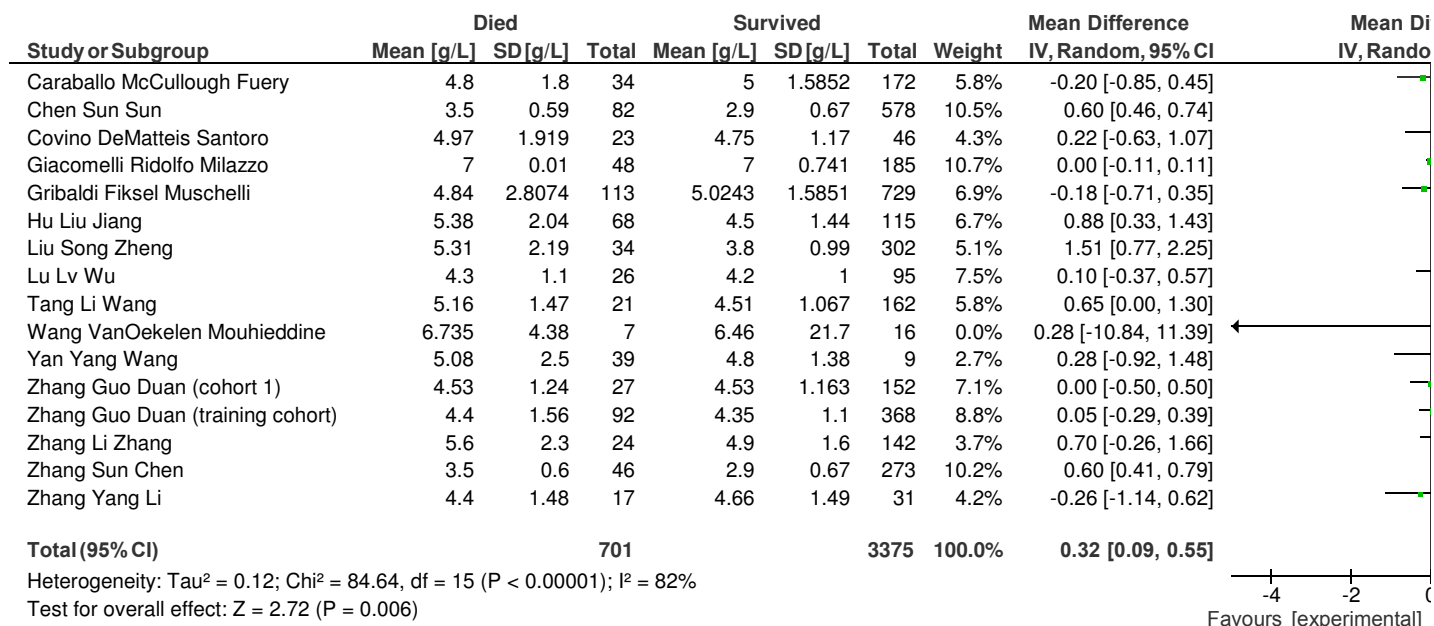 Died Survived Mean Difference Mean Di
Study or Subgroup Mean [g/L] SD [g/L] Total Mean [g/L] SD [g/L] Total Weight IV, Random, 95% CI IV, Rando
Caraballo McCullough Fuery 4.8 1.8 34 5 1.5852 172 5.8% -0.20 [-0.85, 0.45]
Chen Sun Sun 3.5 0.59 82 2.9 0.67 578 10.5% 0.60 [0.46, 0.74]
Covino DeMatteis Santoro 4.97 1.919 23 4.75 1.17 46 4.3% 0.22 [-0.63, 1.07]
Giacomelli Ridolfo Milazzo 7 0.01 48 7 0.741 185 10.7% 0.00 [-0.11, 0.11]
Gribaldi Fiksel Muschelli 4.84 2.8074 113 5.0243 1.5851 729 6.9% -0.18 [-0.71, 0.35]
Hu Liu Jiang 5.38 2.04 68 4.5 1.44 115 6.7% 0.88 [0.33, 1.43]
Liu Song Zheng 5.31 2.19 34 3.8 0.99 302 5.1% 1.51 [0.77, 2.25]
Lu Lv Wu 4.3 1.1 26 4.2 1 95 7.5% 0.10 [-0.37, 0.57]
Tang Li Wang 5.16 1.47 21 4.51 1.067 162 5.8% 0.65 [0.00, 1.30]
Wang VanOekelen Mouhieddine 6.735 4.38 7 6.46 21.7 16 0.0% 0.28 [-10.84, 11.39]
Yan Yang Wang 5.08 2.5 39 4.8 1.38 9 2.7% 0.28 [-0.92, 1.48]
Zhang Guo Duan (cohort 1) 4.53 1.24 27 4.53 1.163 152 7.1% 0.00 [-0.50, 0.50]
Zhang Guo Duan (training cohort) 4.4 1.56 92 4.35 1.1 368 8.8% 0.05 [-0.29, 0.39]
Zhang Li Zhang 5.6 2.3 24 4.9 1.6 142 3.7% 0.70 [-0.26, 1.66]
Zhang Sun Chen 3.5 0.6 46 2.9 0.67 273 10.2% 0.60 [0.41, 0.79]
Zhang Yang Li 4.4 1.48 17 4.66 1.49 31 4.2% -0.26 [-1.14, 0.62]
Total (95% CI) 701 3375 100.0% 0.32 [0.09, 0.55]
Heterogeneity: Tau² = 0.12; Chi² = 84.64, df = 15 (P < 0.00001); I² = 82%
Test for overall effect: Z = 2.72 (P = 0.006)
-4 -2
Favours [experimental]